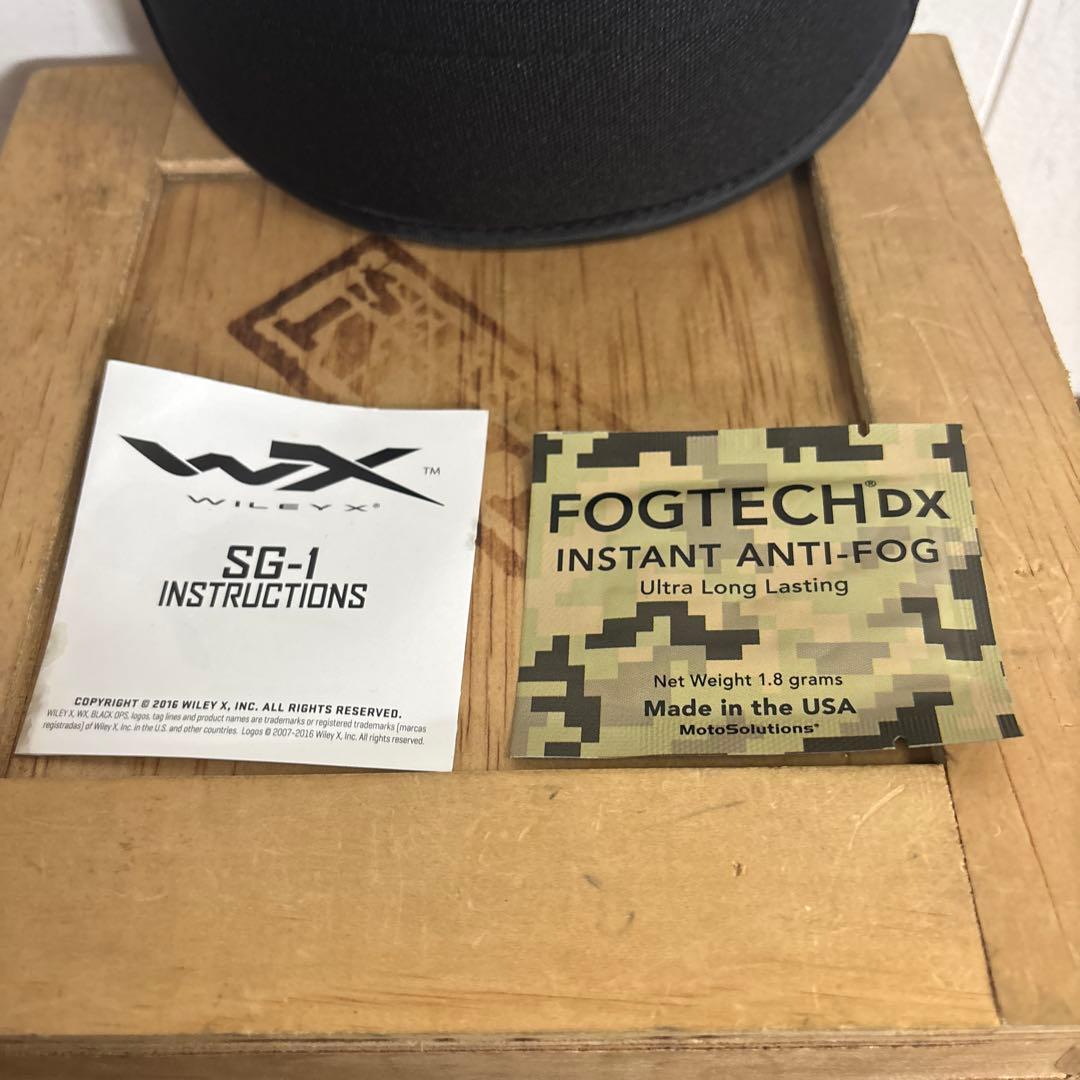 I's
WX™
WILEY X®
SG-1
INSTRUCTIONS
COPYRIGHT © 2016 WILEY X, INC. ALL RIGHTS RESERVED.
WILEY X, WX, BLACK OPS, logos, tag lines and product names are trademarks or registered trademarks [marcas
registradas] of Wiley X, Inc. in the U.S. and other countries. Logos © 2007-2016 Wiley X, Inc. All rights reserved.
FOGTECH® DX
INSTANT ANTI-FOG
Ultra Long Lasting
Net Weight 1.8 grams
Made in the USA
MotoSolutions®